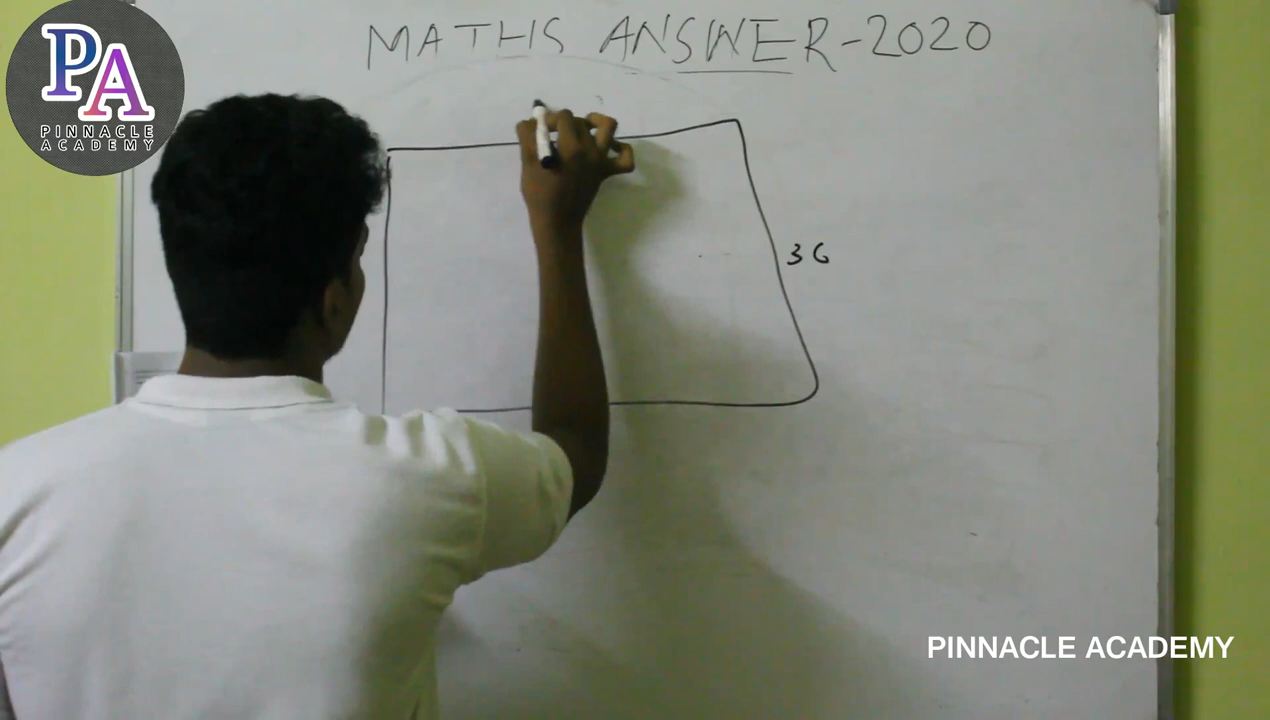 PA
PINNACLE
ACADEMY
MATHS ANSWER-2020
36
PINNACLE ACADEMY